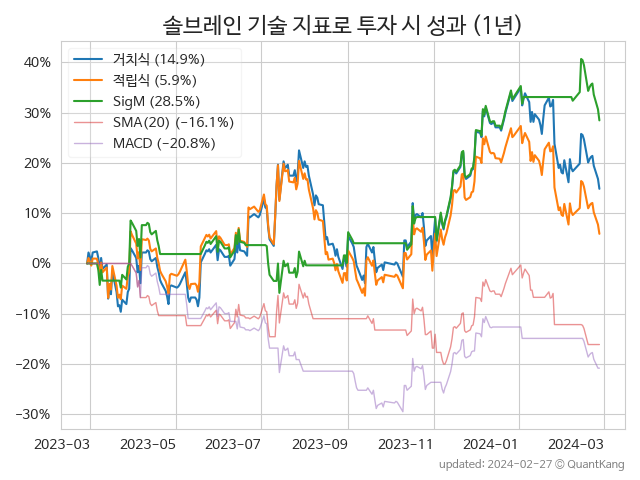 솔브레인 기술 지표로 투자 시 성과 (1년)
거치식 (14.9%)
적립식 (5.9%)
SigM (28.5%)
SMA(20) (−16.1%)
MACD (−20.8%)
40%
30%
20%
10%
0%
−10%
−20%
−30%
2023-03 2023-05 2023-07 2023-09 2023-11 2024-01 2024-03
updated: 2024-02-27 ⓒ QuantKang